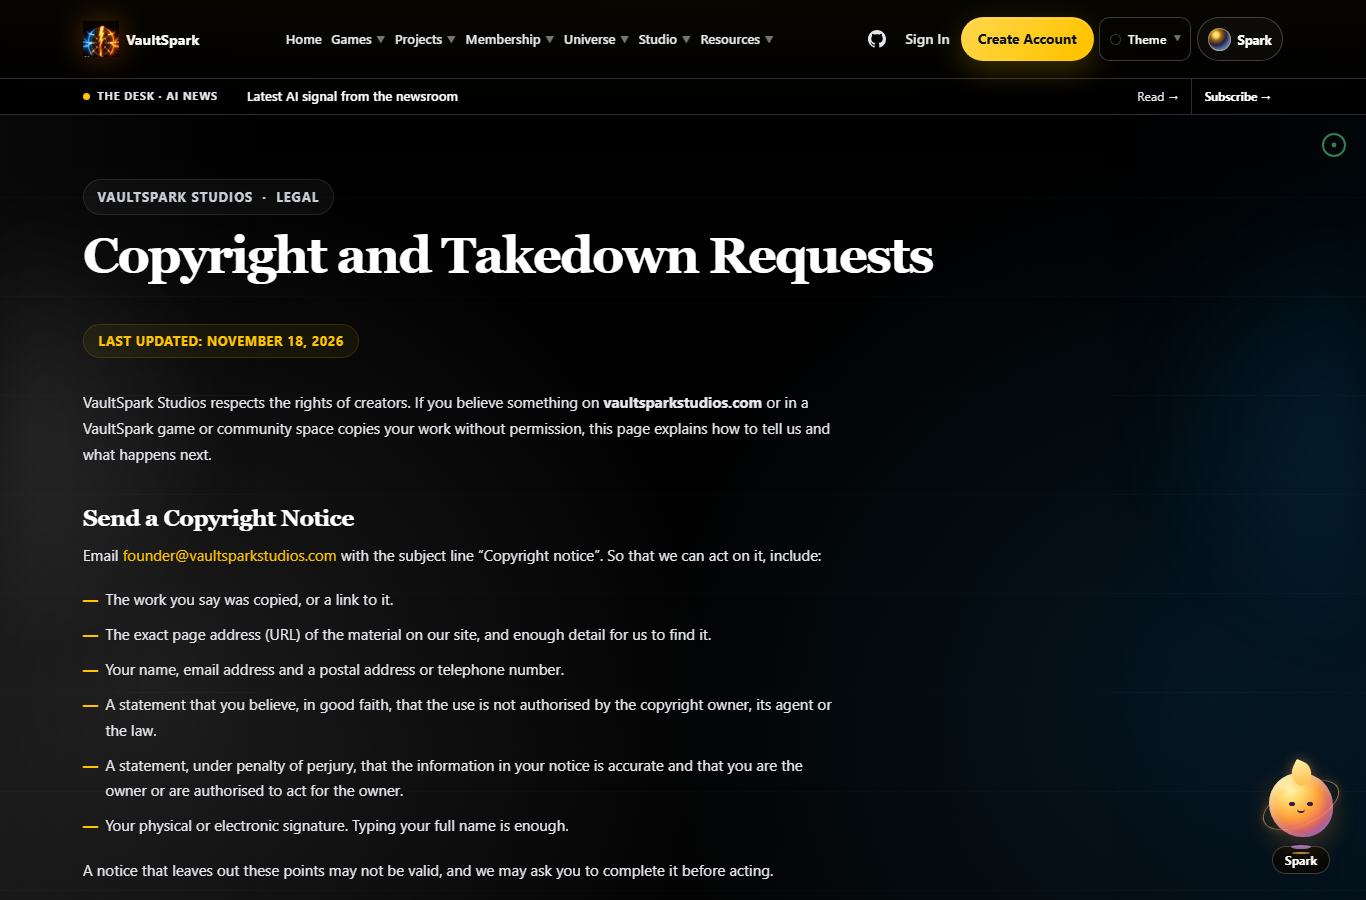 VaultSpark
Home Games Projects Membership Universe Studio Resources
Sign In
Create Account
Theme
Spark
THE DESK · AI NEWS
Latest AI signal from the newsroom
Read →
Subscribe →
VAULTSPARK STUDIOS · LEGAL
Copyright and Takedown Requests
LAST UPDATED: NOVEMBER 18, 2026
VaultSpark Studios respects the rights of creators. If you believe something on vaultsparkstudios.com or in a
VaultSpark game or community space copies your work without permission, this page explains how to tell us and
what happens next.
Send a Copyright Notice
Email founder@vaultsparkstudios.com with the subject line “Copyright notice”. So that we can act on it, include:
— The work you say was copied, or a link to it.
— The exact page address (URL) of the material on our site, and enough detail for us to find it.
— Your name, email address and a postal address or telephone number.
— A statement that you believe, in good faith, that the use is not authorised by the copyright owner, its agent or
the law.
— A statement, under penalty of perjury, that the information in your notice is accurate and that you are the
owner or are authorised to act for the owner.
— Your physical or electronic signature. Typing your full name is enough.
A notice that leaves out these points may not be valid, and we may ask you to complete it before acting.
Spark